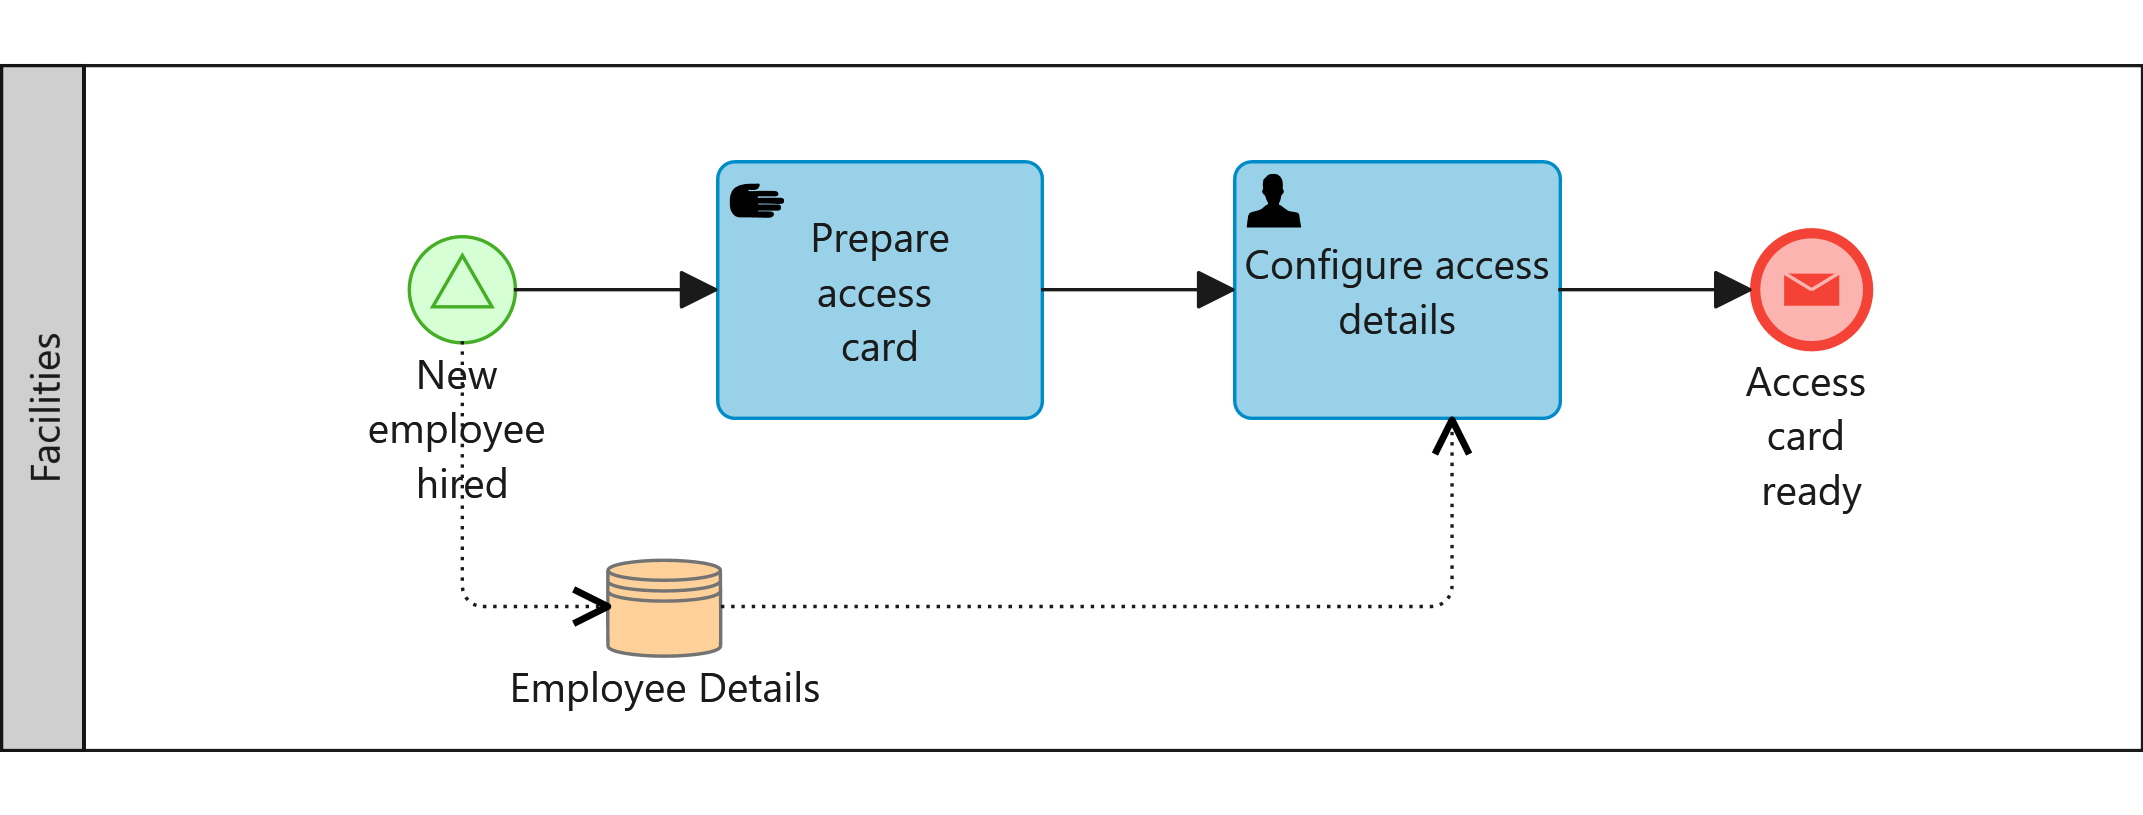 Facilities
New
employee
hired
Prepare
access
card
Configure access
details
Access
card
ready
Employee Details